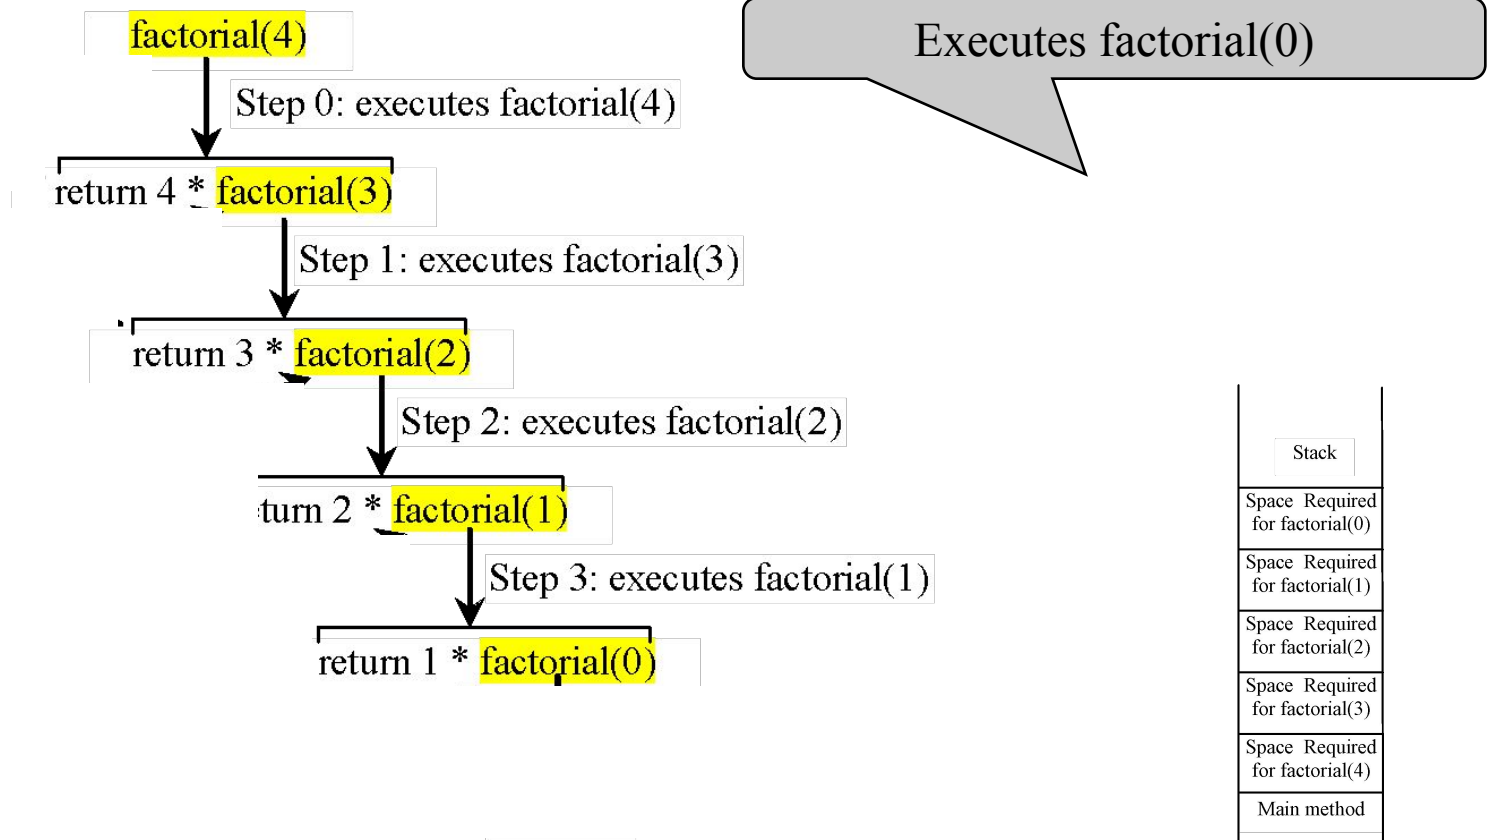 factorial(4)
Executes factorial(0)
Step 0: executes factorial(4)
return 4 * factorial(3)
Step 1: executes factorial(3)
return 3 * factorial(2)
Step 2: executes factorial(2)
turn 2 * factorial(1)
Step 3: executes factorial(1)
return 1 * factorial(0)
Stack
Space Required
for factorial(0)
Space Required
for factorial(1)
Space Required
for factorial(2)
Space Required
for factorial(3)
Space Required
for factorial(4)
Main method